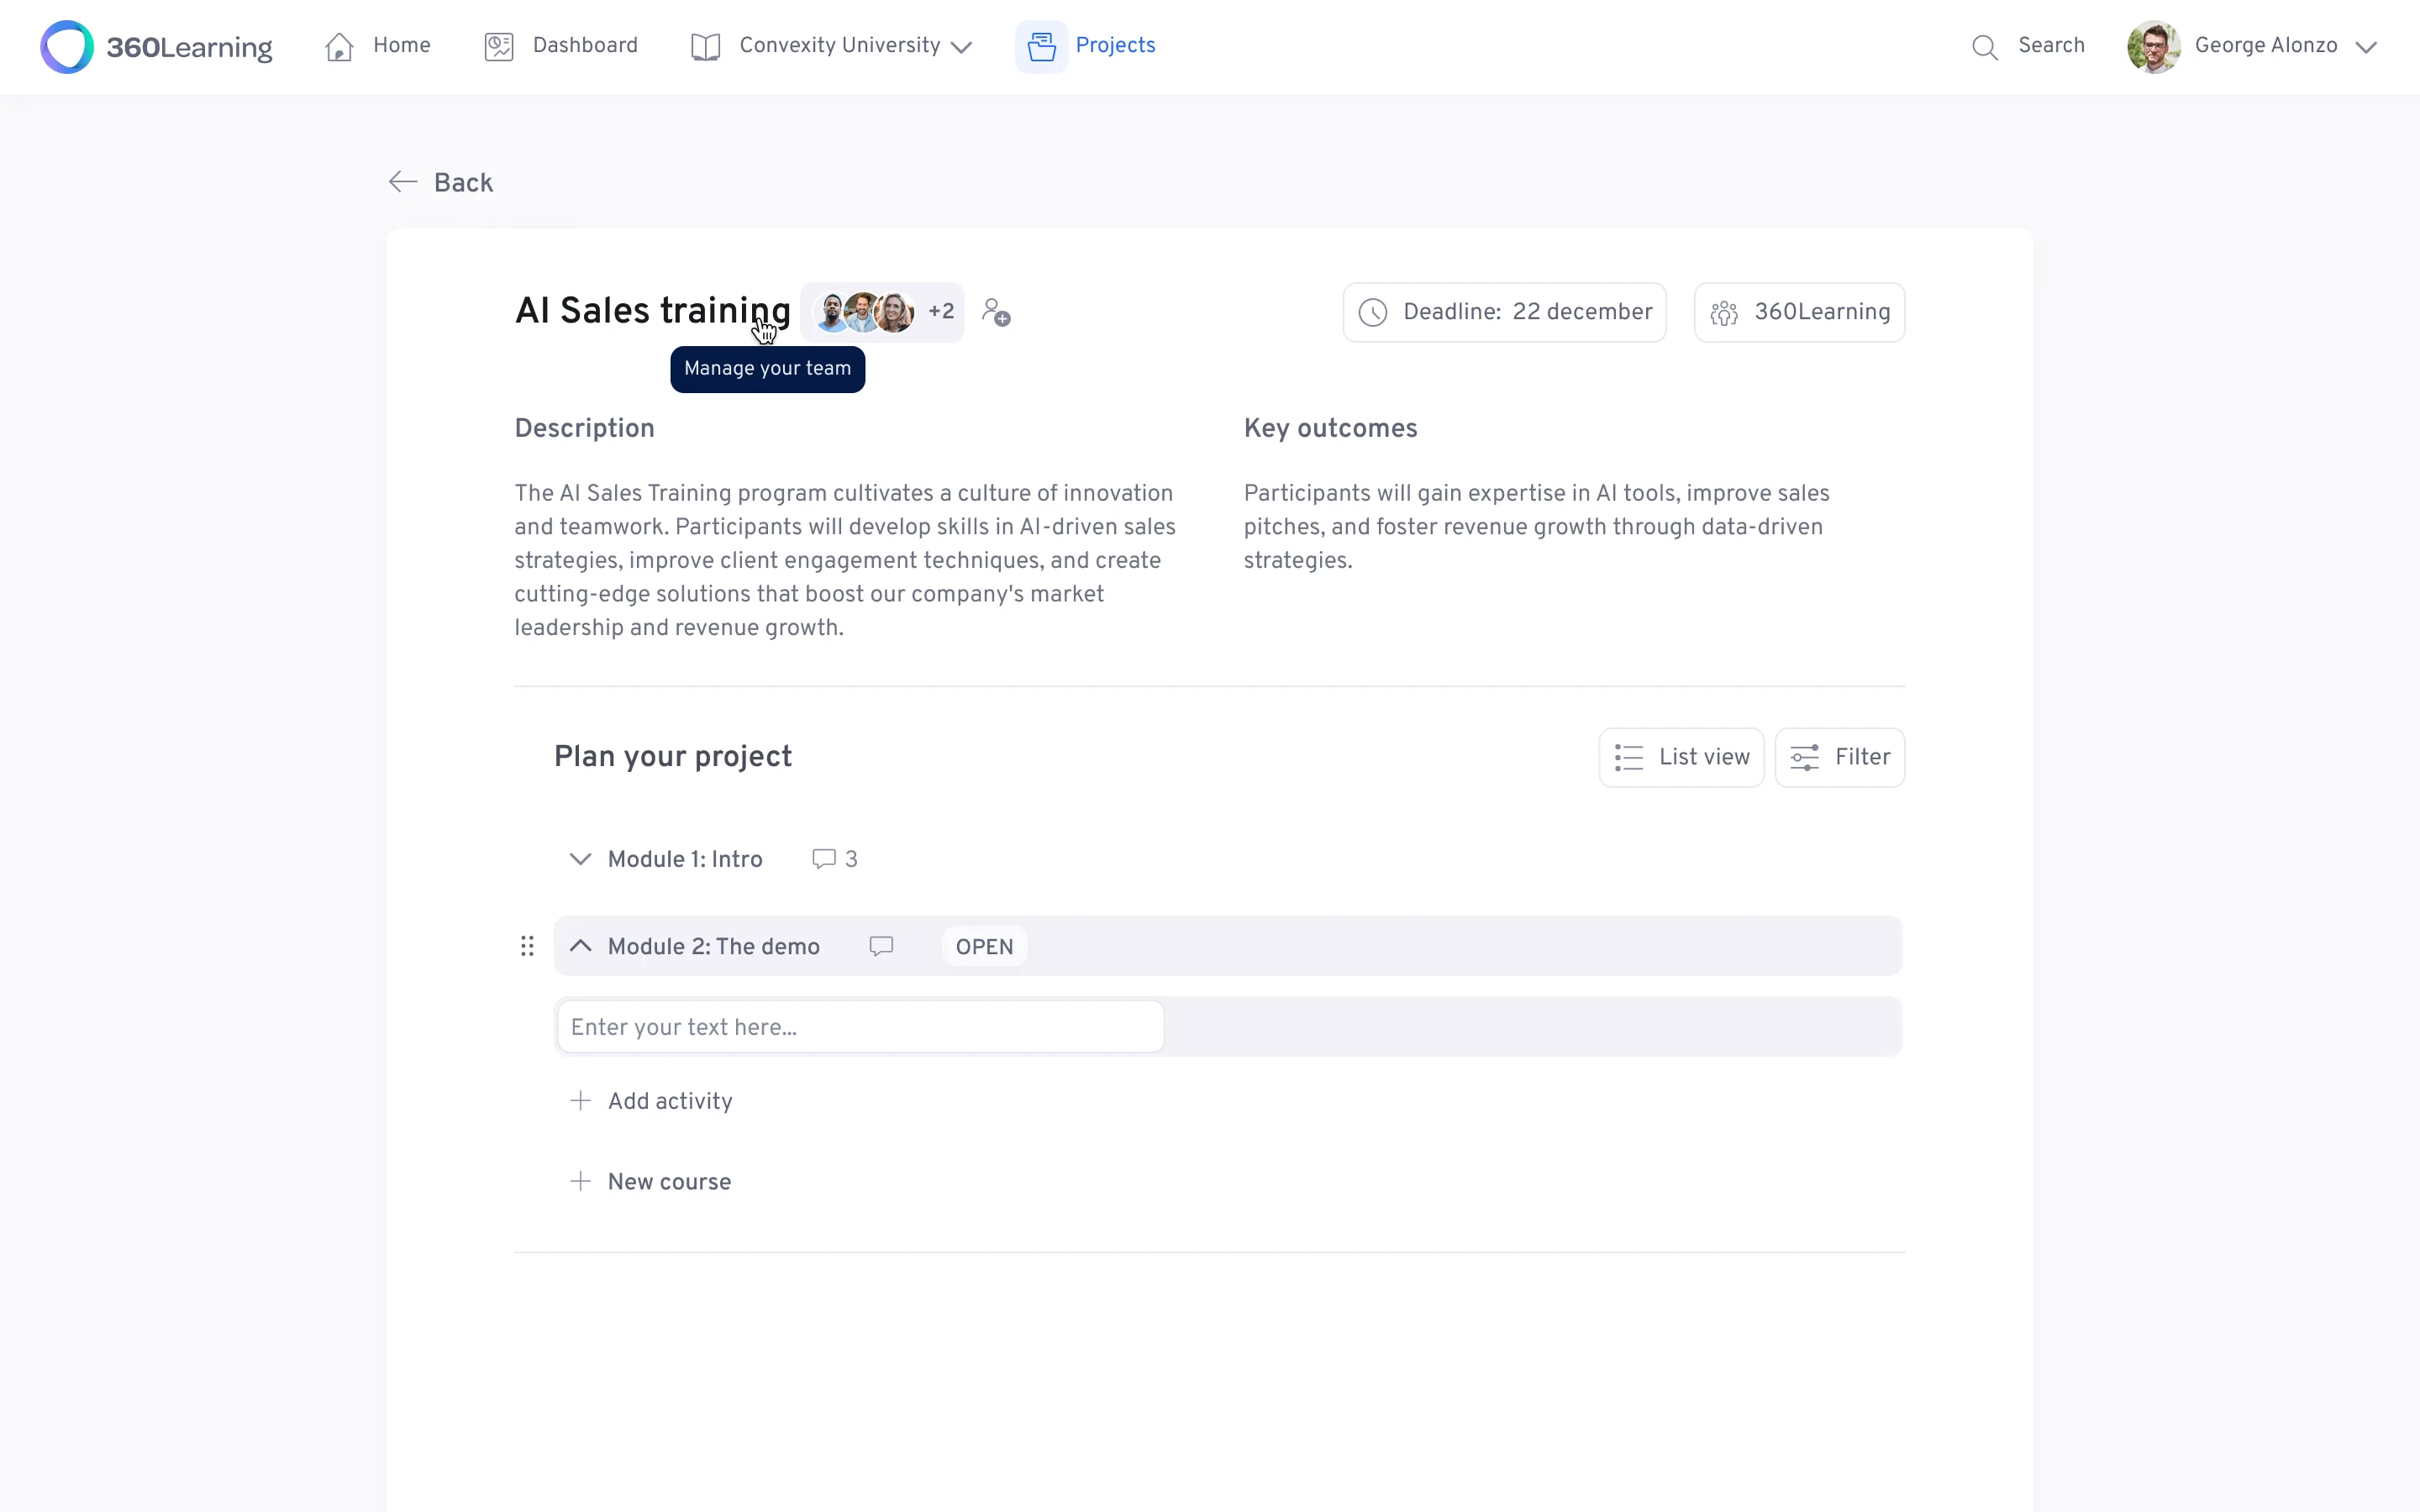 360Learning Home Dashboard Convexity University Projects Search George Alonzo
Back
AI Sales training +2 Deadline: 22 december 360Learning
Manage your team
Description
The AI Sales Training program cultivates a culture of innovation
and teamwork. Participants will develop skills in AI-driven sales
strategies, improve client engagement techniques, and create
cutting-edge solutions that boost our company's market
leadership and revenue growth.
Key outcomes
Participants will gain expertise in AI tools, improve sales
pitches, and foster revenue growth through data-driven
strategies.
Plan your project List view Filter
Module 1: Intro 3
Module 2: The demo OPEN
Enter your text here...
Add activity
New course